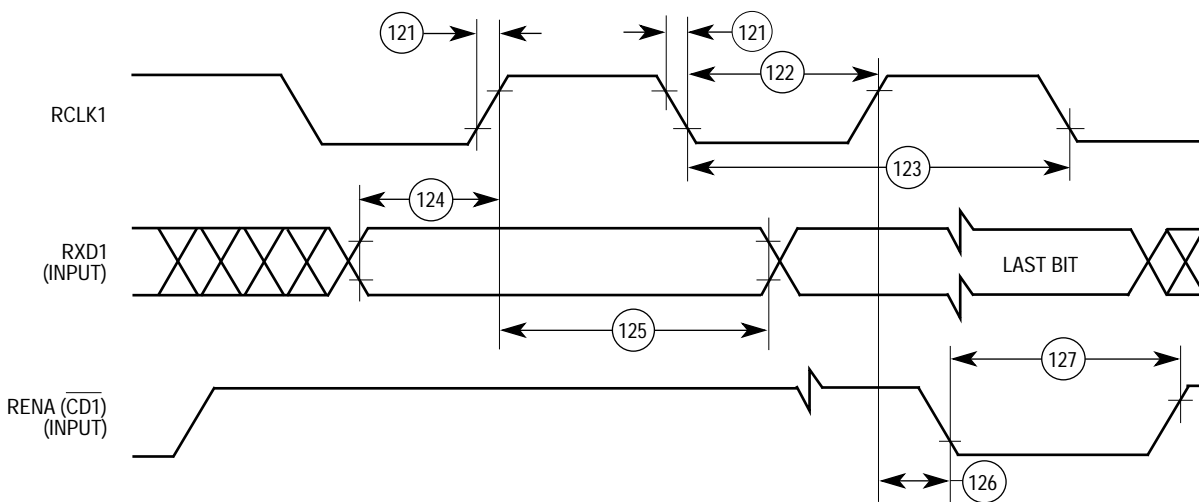 121
121
122
RCLK1
123
124
RXD1
(INPUT)
LAST BIT
125
127
RENA (CD1)
(INPUT)
126